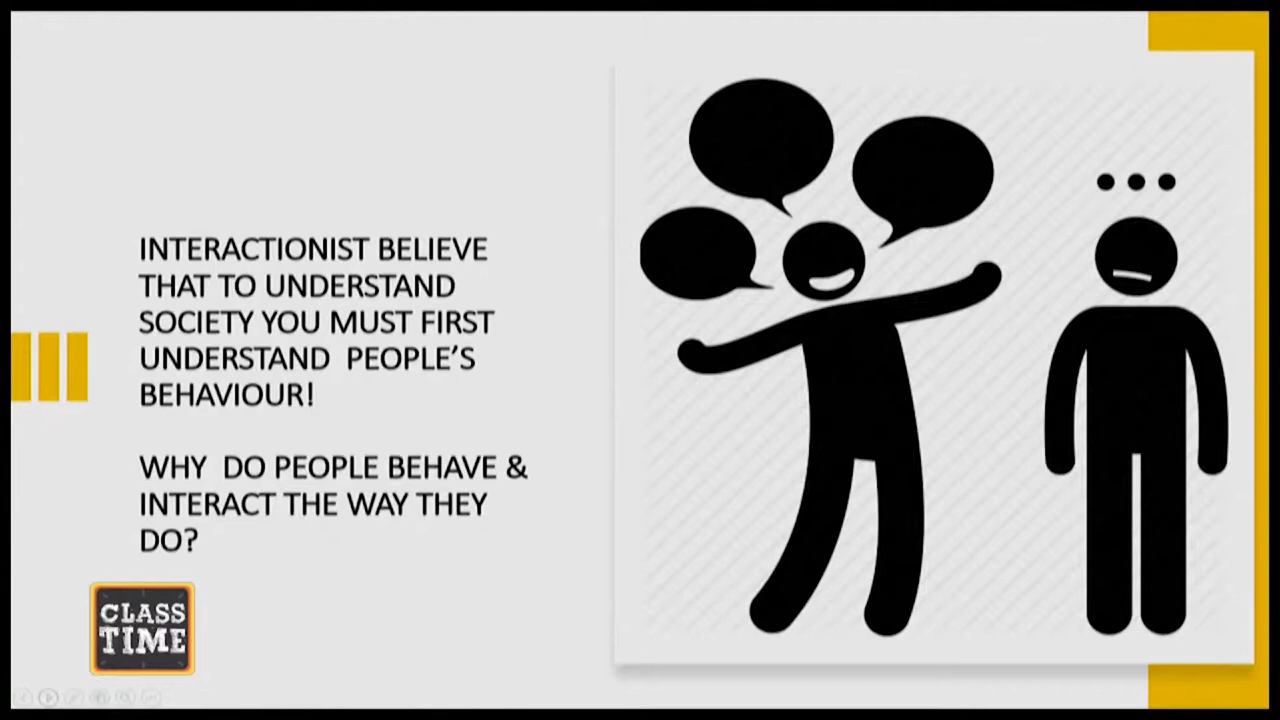 INTERACTIONIST BELIEVE
THAT TO UNDERSTAND
SOCIETY YOU MUST FIRST
UNDERSTAND PEOPLE'S
BEHAVIOUR!
WHY DO PEOPLE BEHAVE &
INTERACT THE WAY THEY
DO?
CLASS
TIME